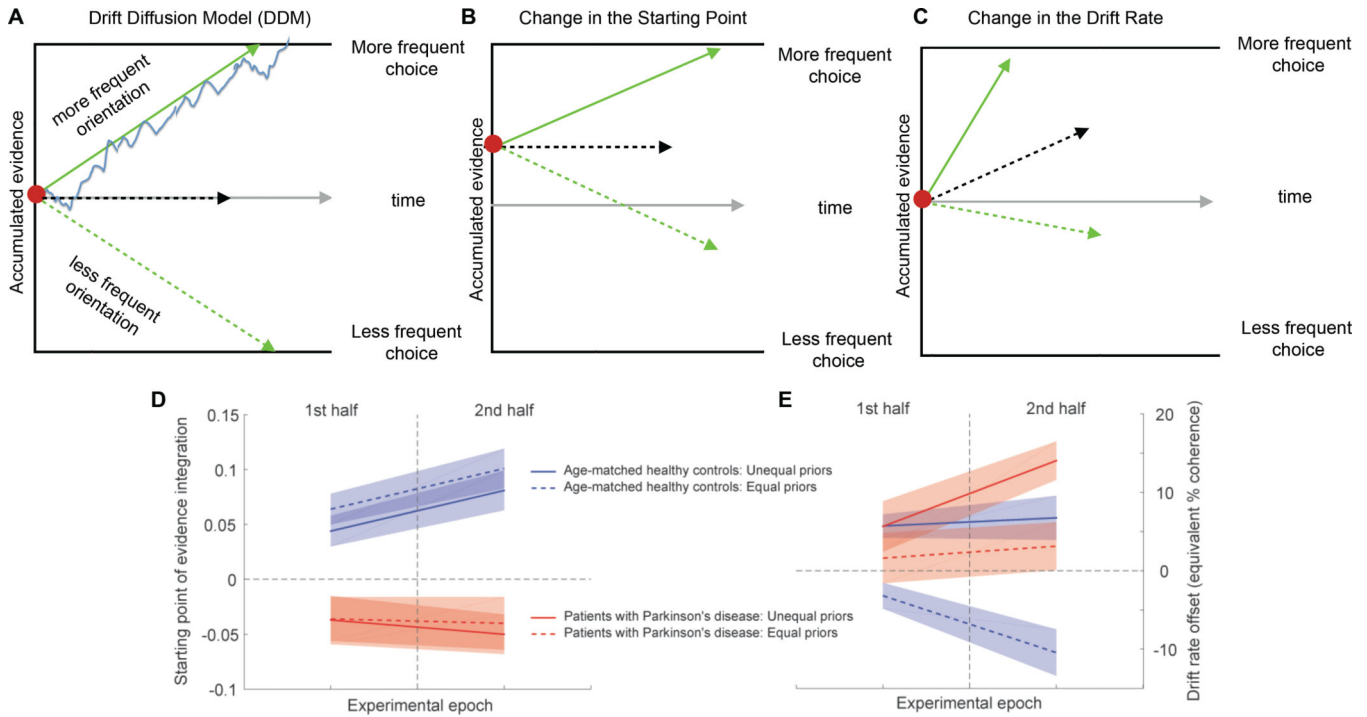 A
Drift Diffusion Model (DDM)
Accumulated evidence
more frequent
orientation
less frequent
orientation
More frequent
choice
time
Less frequent
choice
B
Change in the Starting Point
Accumulated evidence
More frequent
choice
time
Less frequent
choice
C
Change in the Drift Rate
Accumulated evidence
More frequent
choice
time
Less frequent
choice
D
1st half
2nd half
Starting point of evidence integration
0.15
0.1
0.05
0
-0.05
-0.1
Experimental epoch
Age-matched healthy controls: Unequal priors
Age-matched healthy controls: Equal priors
Patients with Parkinson's disease: Unequal priors
Patients with Parkinson's disease: Equal priors
E
1st half
2nd half
20
10
0
-10
Drift rate offset (equivalent % coherence)
Experimental epoch